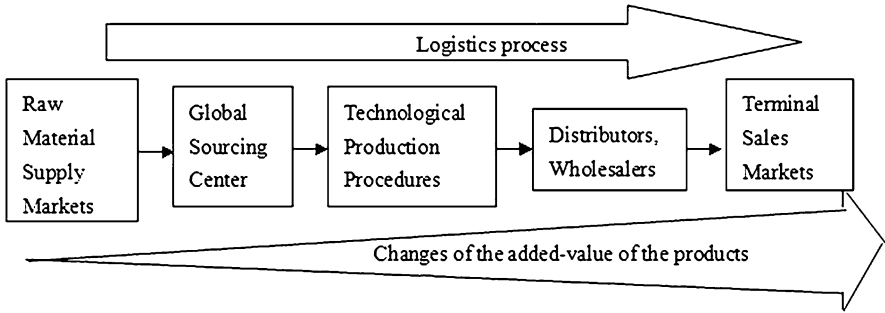 Logistics process
Raw
Material
Supply
Markets
Global
Sourcing
Center
Technological
Production
Procedures
Distributors,
Wholesalers
Terminal
Sales
Markets
Changes of the added-value of the products